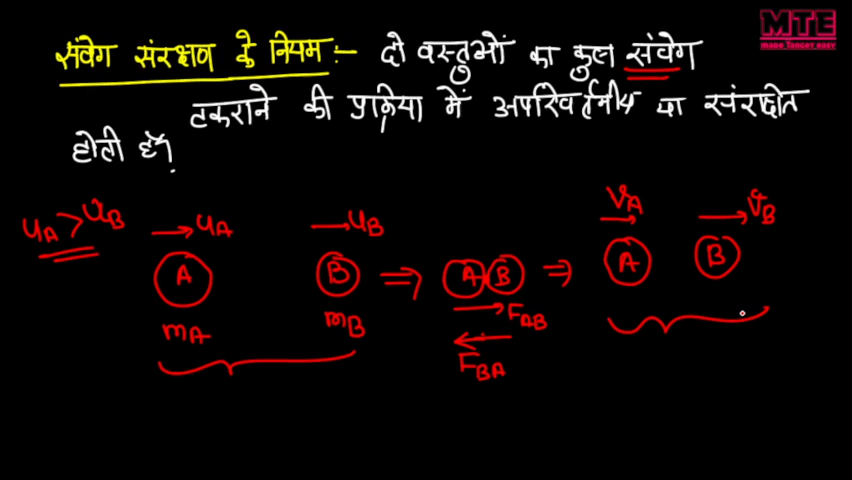 MTE
made Target easy
संवेग संरक्षण के नियम :- दो वस्तुओं का कुल संवेग
टकराने की प्रक्रिया में अपरिवर्तनीय या संरक्षित
होती है।
uA > uB
uA uB
A B ⇒ A B ⇒ A B
mA mB
FAB
FBA
VA VB